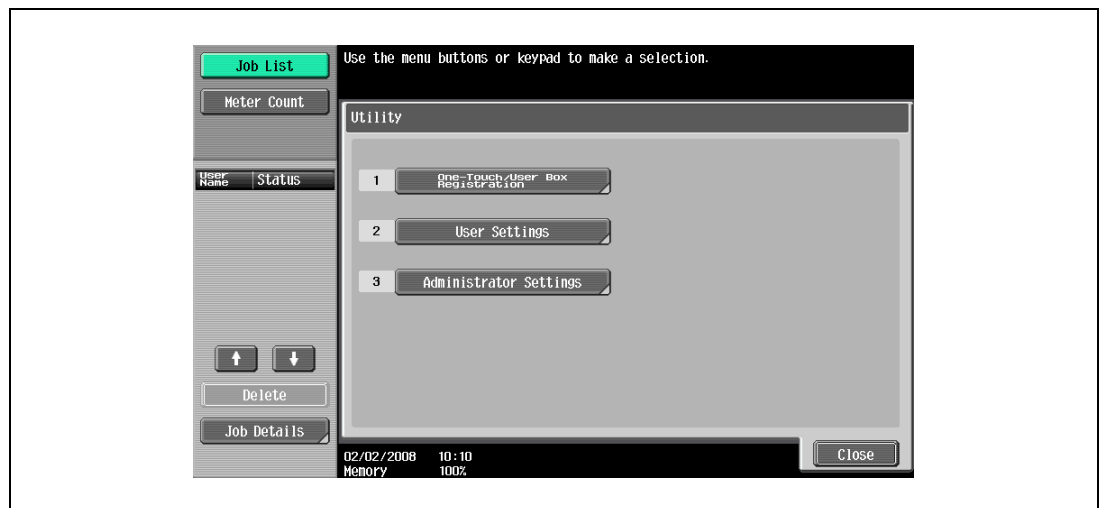 Job List
Meter Count
User Name
Status
Delete
Job Details
Use the menu buttons or keypad to make a selection.
Utility
1
One-Touch/User Box
Registration
2
User Settings
3
Administrator Settings
02/02/2008 10:10
Memory 100%
Close